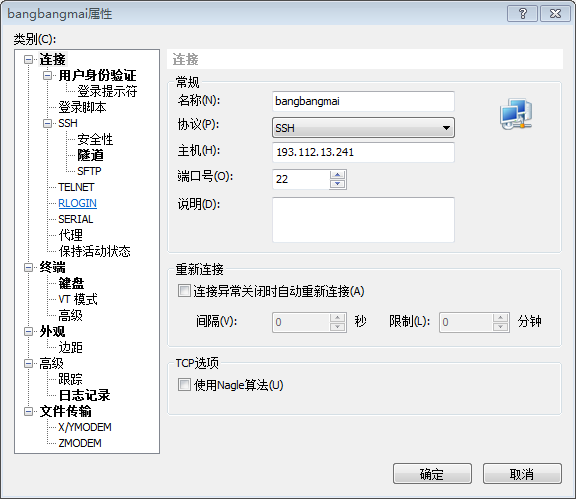 bangbangmai属性
类别(C):
连接
用户身份验证
登录提示符
登录脚本
SSH
安全性
隧道
SFTP
TELNET
RLOGIN
SERIAL
代理
保持活动状态
终端
键盘
VT 模式
高级
外观
边距
高级
跟踪
日志记录
文件传输
X/YMODEM
ZMODEM
连接
常规
名称(N): bangbangmai
协议(P): SSH
主机(H): 193.112.13.241
端口号(O): 22
说明(D):
重新连接
连接异常关闭时自动重新连接(A)
间隔(V): 0 秒 限制(L): 0 分钟
TCP选项
使用Nagle算法(U)
确定 取消